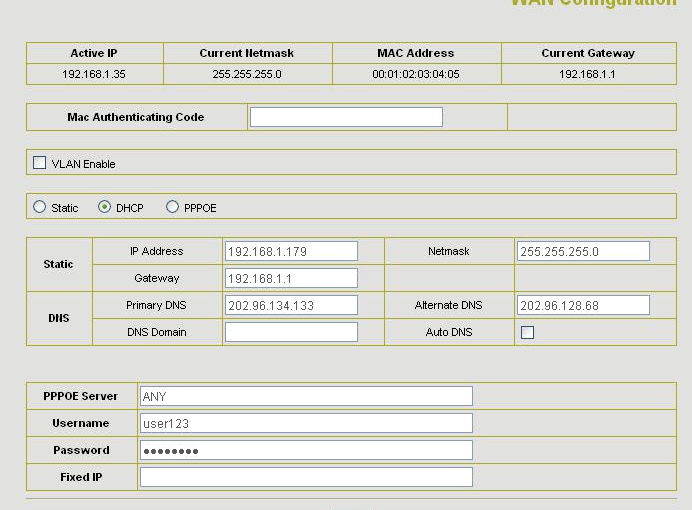 WAN Configuration
Active IP Current Netmask MAC Address Current Gateway
192.168.1.35 255.255.255.0 00:01:02:03:04:05 192.168.1.1
Mac Authenticating Code
VLAN Enable
Static DHCP PPPOE
Static IP Address 192.168.1.179 Netmask 255.255.255.0
Gateway 192.168.1.1
DNS Primary DNS 202.96.134.133 Alternate DNS 202.96.128.68
DNS Domain Auto DNS
PPPOE Server ANY
Username user123
Password ••••••••
Fixed IP